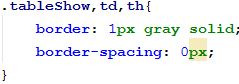 .tableShow,td,th{
border: 1px gray solid;
border-spacing: 0px;
}